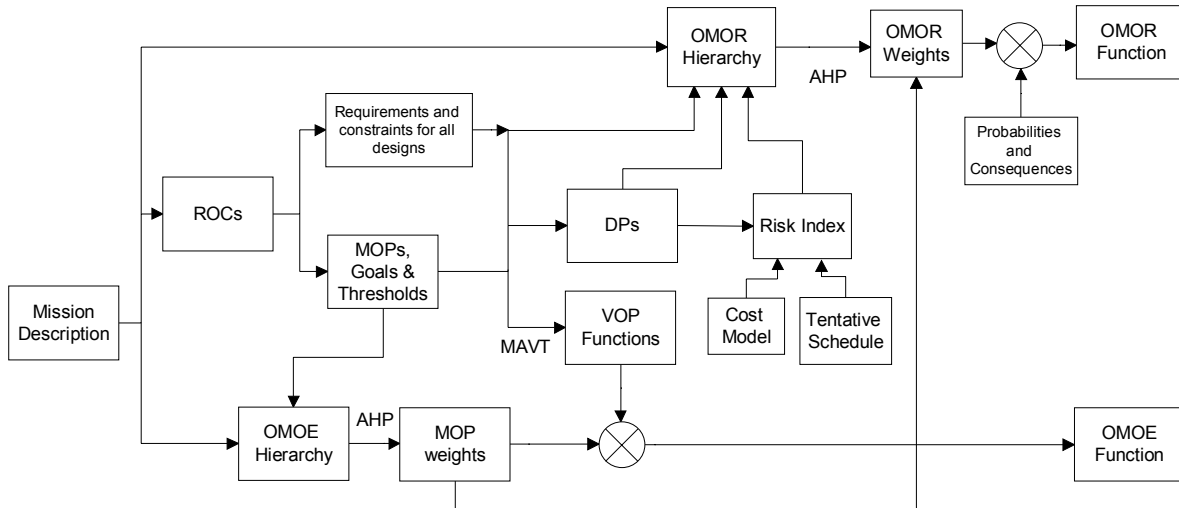 OMOR
Hierarchy
AHP
OMOR
Weights
OMOR
Function
Requirements and
constraints for all
designs
Probabilities
and
Consequences
ROCs
DPs
Risk Index
MOPs,
Goals &
Thresholds
Mission
Description
MAVT
VOP
Functions
Cost
Model
Tentative
Schedule
OMOE
Hierarchy
AHP
MOP
weights
OMOE
Function